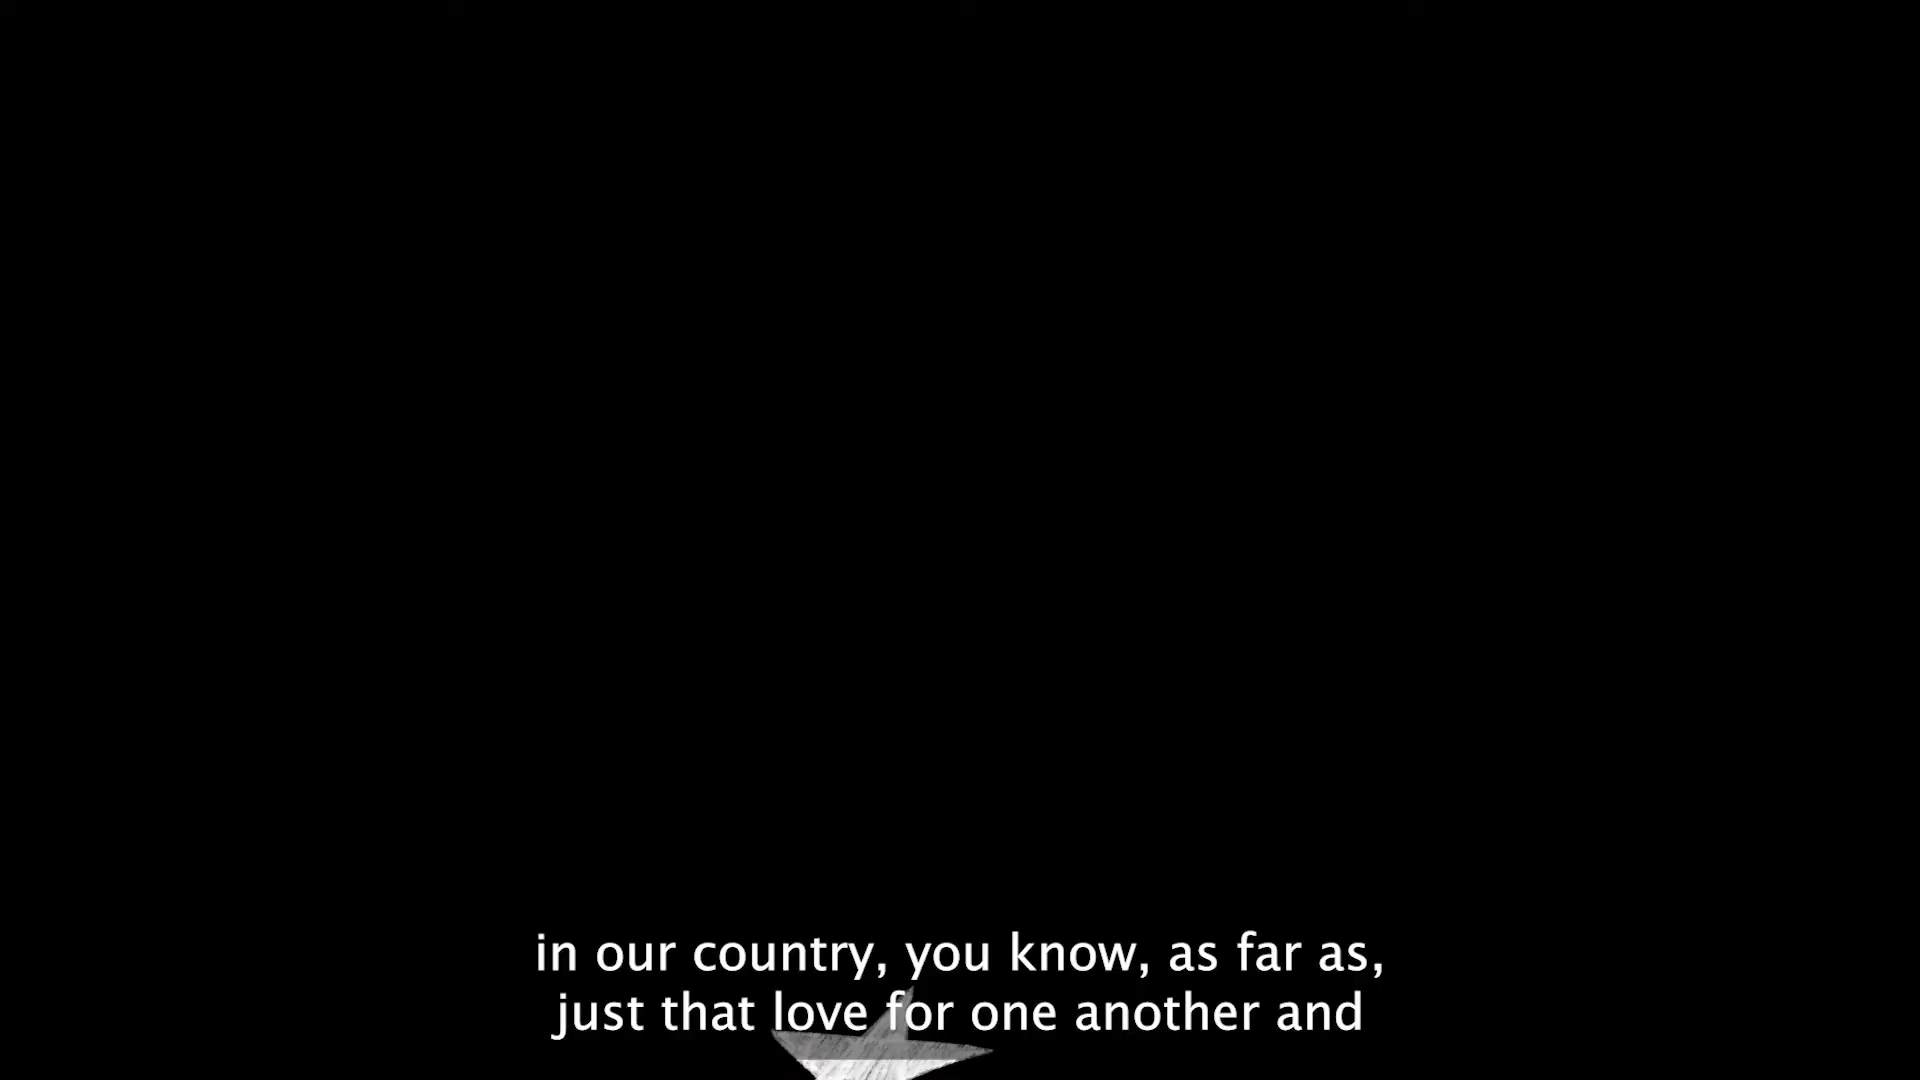 in our country, you know, as far as,
just that love for one another and